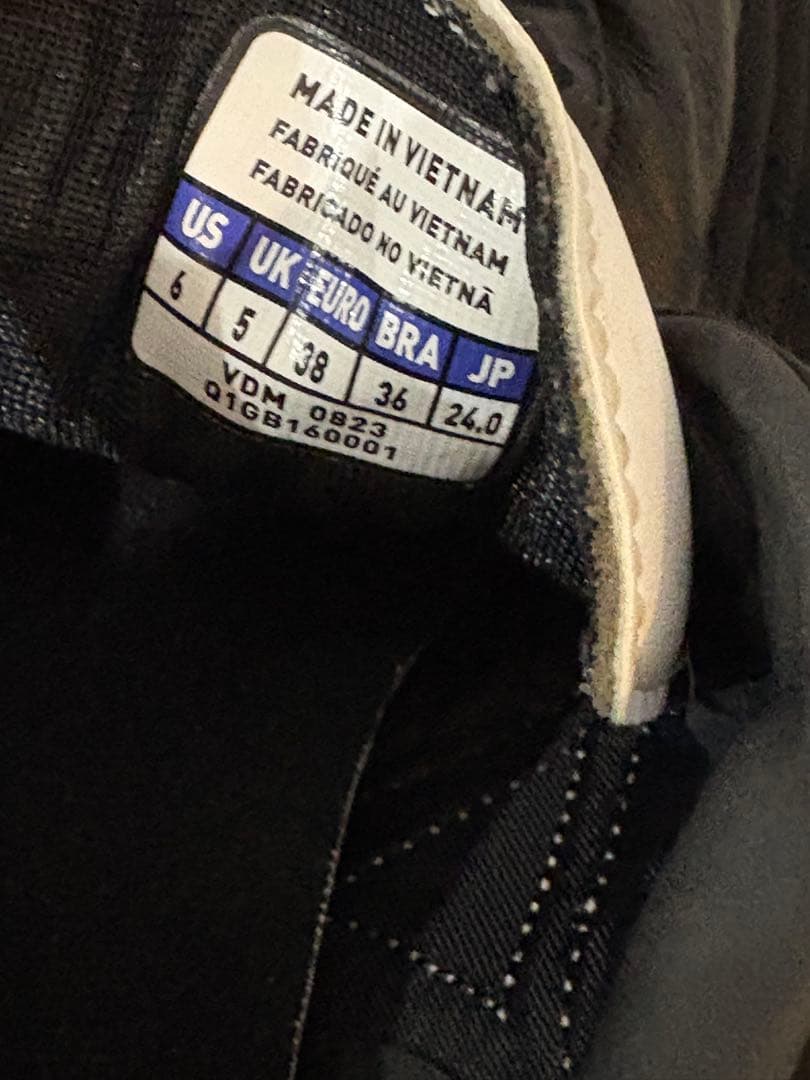 MADE IN VIETNAM
FABRIQUÉ AU VIETNAM
FABRICADO NO VIETNÃ
US UK EURO BRA JP
6 5 38 36 24.0
VDM 0823
Q1GB160001